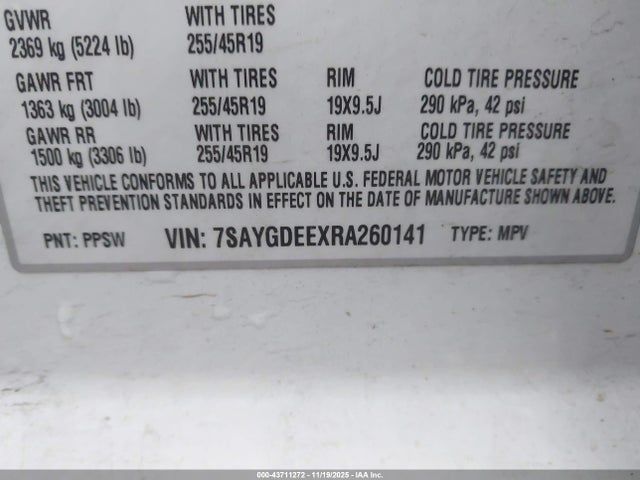 GVWR WITH TIRES
2369 kg (5224 lb) 255/45R19
GAWR FRT WITH TIRES RIM COLD TIRE PRESSURE
1363 kg (3004 lb) 255/45R19 19X9.5J 290 kPa, 42 psi
GAWR RR WITH TIRES RIM COLD TIRE PRESSURE
1500 kg (3306 lb) 255/45R19 19X9.5J 290 kPa, 42 psi
THIS VEHICLE CONFORMS TO ALL APPLICABLE U.S. FEDERAL MOTOR VEHICLE SAFETY AND
THEFT PREVENTION STANDARDS IN EFFECT ON THE DATE OF MANUFACTURE SHOWN ABOVE.
PNT: PPSW VIN: 7SAYGDEEXRA260141 TYPE: MPV
000-43711272 - 11/19/2025 - IAA Inc.